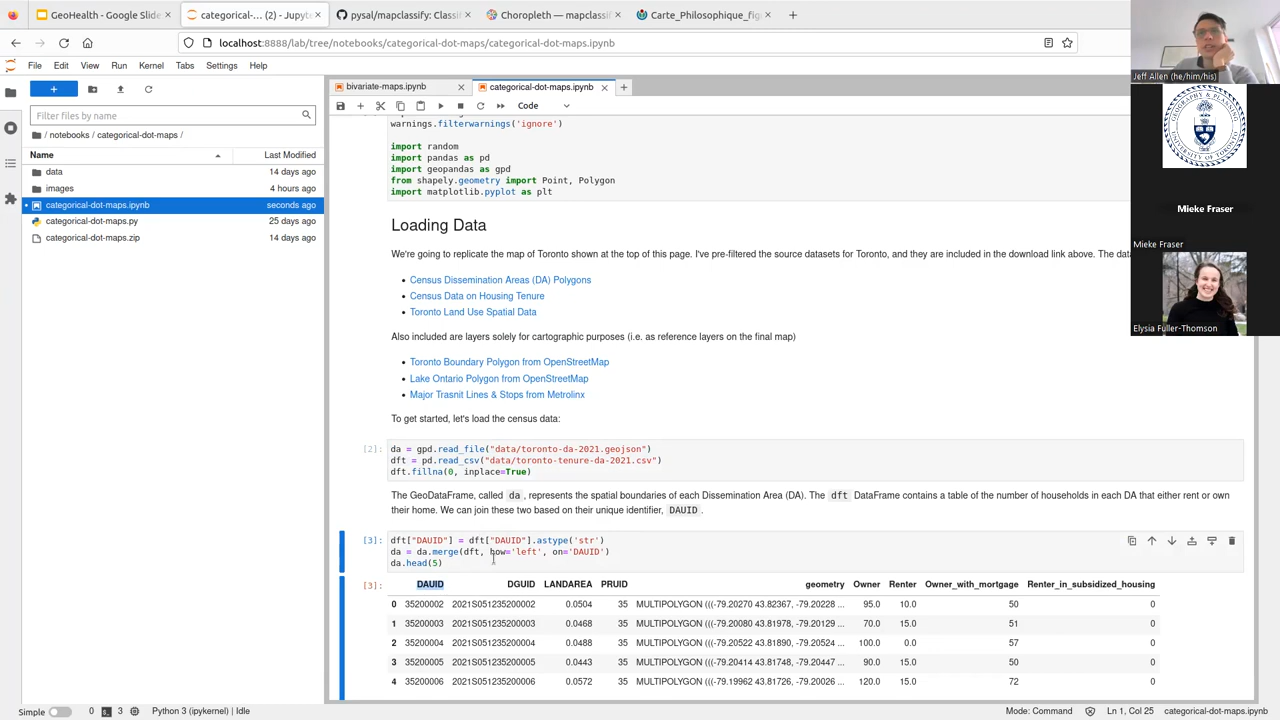 GeoHealth - Google Slide
categorical-... (2) - Jupyte
pysal/mapclassify: Classif
Choropleth — mapclassif
Carte_Philosophique_fig
localhost:8888/lab/tree/notebooks/categorical-dot-maps/categorical-dot-maps.ipynb
File Edit View Run Kernel Tabs Settings Help
Filter files by name
/ notebooks / categorical-dot-maps /
Name Last Modified
data 14 days ago
images 4 hours ago
categorical-dot-maps.ipynb seconds ago
categorical-dot-maps.py 25 days ago
categorical-dot-maps.zip 14 days ago
bivariate-maps.ipynb
categorical-dot-maps.ipynb
Code
warnings.filterwarnings('ignore')
import random
import pandas as pd
import geopandas as gpd
from shapely.geometry import Point, Polygon
import matplotlib.pyplot as plt
Loading Data
We're going to replicate the map of Toronto shown at the top of this page. I've pre-filtered the source datasets for Toronto, and they are included in the download link above. The data
Census Dissemination Areas (DA) Polygons
Census Data on Housing Tenure
Toronto Land Use Spatial Data
Also included are layers solely for cartographic purposes (i.e. as reference layers on the final map)
Toronto Boundary Polygon from OpenStreetMap
Lake Ontario Polygon from OpenStreetMap
Major Trasnit Lines & Stops from Metrolinx
To get started, let's load the census data:
[2]: da = gpd.read_file("data/toronto-da-2021.geojson")
dft = pd.read_csv("data/toronto-tenure-da-2021.csv")
dft.fillna(0, inplace=True)
The GeoDataFrame, called da , represents the spatial boundaries of each Dissemination Area (DA). The dft DataFrame contains a table of the number of households in each DA that either rent or own
their home. We can join these two based on their unique identifier, DAUID .
[3]: dft["DAUID"] = dft["DAUID"].astype('str')
da = da.merge(dft, how='left', on='DAUID')
da.head(5)
[3]: DAUID DGUID LANDAREA PRUID geometry Owner Renter Owner_with_mortgage Renter_in_subsidized_housing
0 35200002 2021S051235200002 0.0504 35 MULTIPOLYGON (((-79.20270 43.82367, -79.20228 ... 95.0 10.0 50 0
1 35200003 2021S051235200003 0.0468 35 MULTIPOLYGON (((-79.20080 43.81978, -79.20129 ... 70.0 15.0 51 0
2 35200004 2021S051235200004 0.0488 35 MULTIPOLYGON (((-79.20522 43.81890, -79.20524 ... 100.0 0.0 57 0
3 35200005 2021S051235200005 0.0443 35 MULTIPOLYGON (((-79.20414 43.81748, -79.20447 ... 90.0 15.0 50 0
4 35200006 2021S051235200006 0.0572 35 MULTIPOLYGON (((-79.19962 43.81726, -79.20026 ... 120.0 15.0 72 0
Simple 0 3 Python 3 (ipykernel) | Idle Mode: Command Ln 1, Col 25 categorical-dot-maps.ipynb
Jeff Allen (he/him/his)
GEOGRAPHY & PLANNING
UNIVERSITY OF TORONTO
Mieke Fraser
Mieke Fraser
Elysia Fuller-Thomson